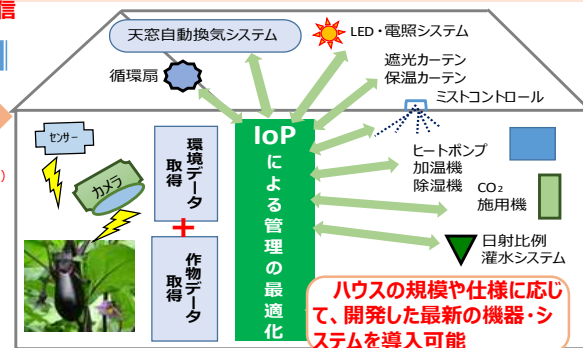 信
天窓自動換気システム
LED・電照システム
循環扇
遮光カーテン
保温カーテン
ミストコントロール
センサー
カメラ
)
環境データ
取得
+
作物データ
取得
IoP
による管理の最適化
ヒートポンプ
加温機
除湿機
CO₂
施用機
日射比例
灌水システム
ハウスの規模や仕様に応じ
て、開発した最新の機器・シ
ステムを導入可能